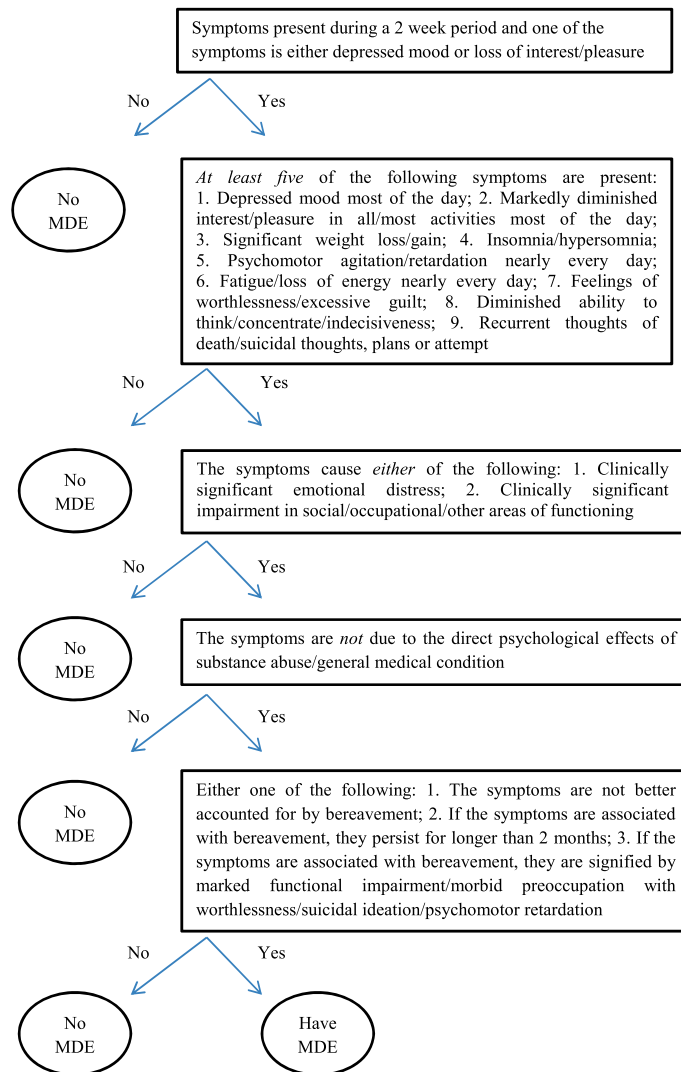 Symptoms present during a 2 week period and one of the
symptoms is either depressed mood or loss of interest/pleasure
No
Yes
No
MDE
At least five of the following symptoms are present:
1. Depressed mood most of the day; 2. Markedly diminished
interest/pleasure in all/most activities most of the day;
3. Significant weight loss/gain; 4. Insomnia/hypersomnia;
5. Psychomotor agitation/retardation nearly every day;
6. Fatigue/loss of energy nearly every day; 7. Feelings of
worthlessness/excessive guilt; 8. Diminished ability to
think/concentrate/indecisiveness; 9. Recurrent thoughts of
death/suicidal thoughts, plans or attempt
No
Yes
No
MDE
The symptoms cause either of the following: 1. Clinically
significant emotional distress; 2. Clinically significant
impairment in social/occupational/other areas of functioning
No
Yes
No
MDE
The symptoms are not due to the direct psychological effects of
substance abuse/general medical condition
No
Yes
No
MDE
Either one of the following: 1. The symptoms are not better
accounted for by bereavement; 2. If the symptoms are associated
with bereavement, they persist for longer than 2 months; 3. If the
symptoms are associated with bereavement, they are signified by
marked functional impairment/morbid preoccupation with
worthlessness/suicidal ideation/psychomotor retardation
No
Yes
No
MDE
Have
MDE